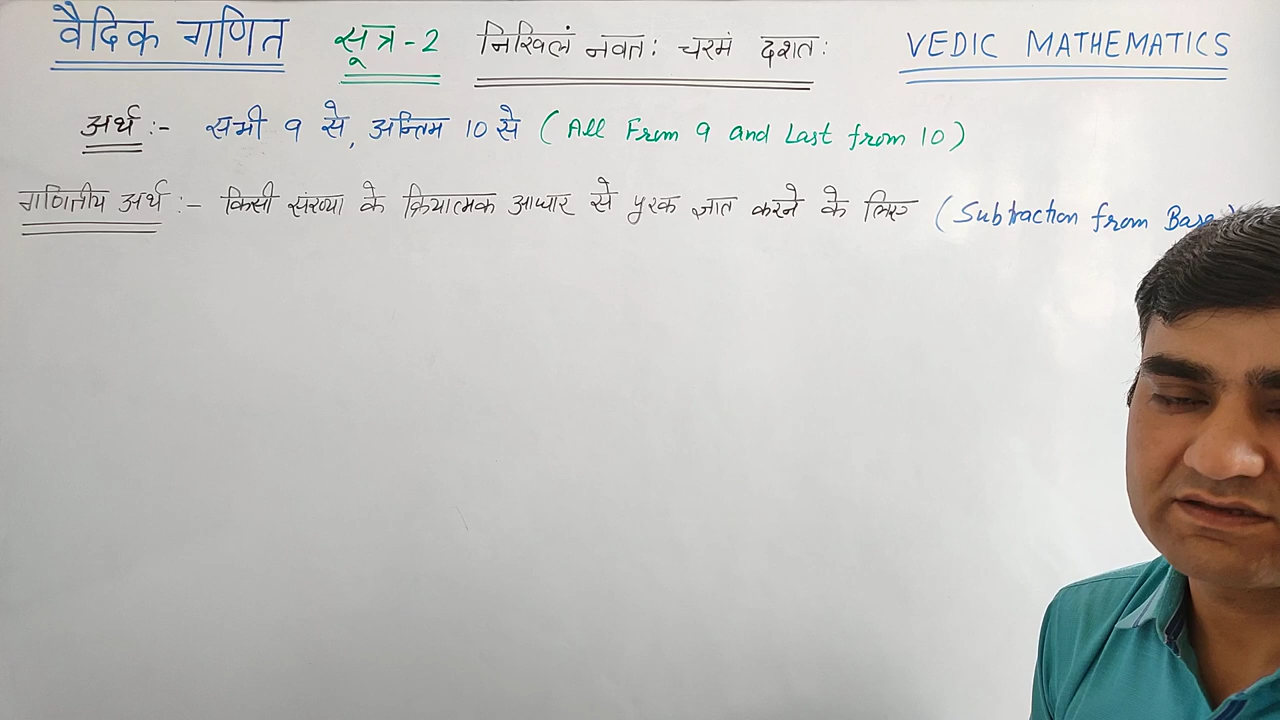 वैदिक गणित सूत्र-2 निखिलं नवतः चरमं दशतः VEDIC MATHEMATICS
अर्थ :- सभी 9 से, अन्तिम 10 से (All From 9 and Last from 10)
गणितीय अर्थ :- किसी संख्या के क्रियात्मक आधार से पुरक ज्ञात करने के लिए (Subtraction from Base)